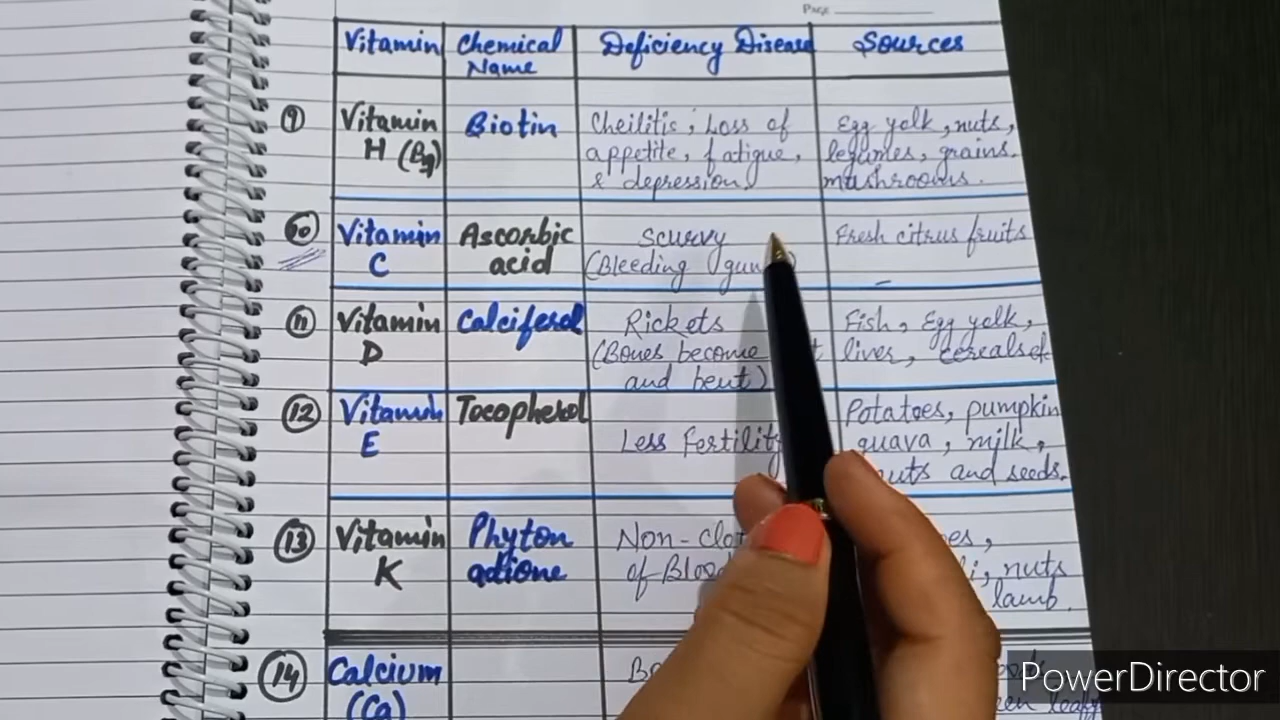 PAGE
Vitamin Chemical Name Deficiency Disease Sources
9 Vitamin H (B7) Biotin Cheilitis, Loss of appetite, fatigue, & depression. Egg yolk, nuts, legumes, grains, mushrooms.
10 Vitamin C Ascorbic acid Scurvy (Bleeding Fresh citrus fruits
11 Vitamin D Calciferol Rickets (Bones become and bent) Fish, Egg yolk, liver, cereals
12 Vitamin E Tocopherol Less Fertility Potatoes, pumpkin guava, milk, nuts and seeds.
13 Vitamin K Phyton adione Non- of Blood nuts lamb.
14 Calcium (Ca)
PowerDirector